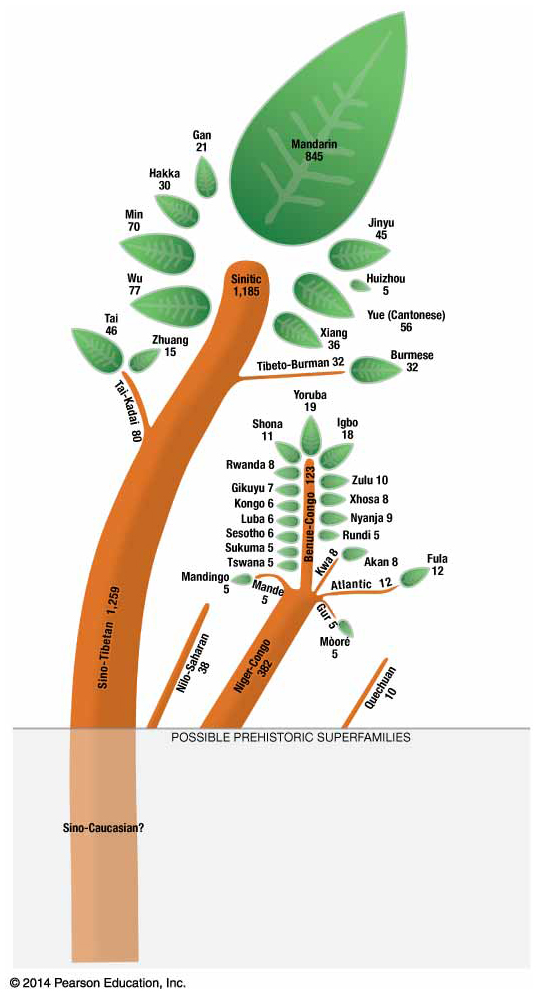 Mandarin
845
Gan
21
Hakka
30
Min
70
Wu
77
Jinyu
45
Huizhou
5
Yue (Cantonese)
56
Xiang
36
Sinitic
1,185
Tai
46
Zhuang
15
Tai-Kadai 80
Tibeto-Burman 32
Burmese
32
Yoruba
19
Shona
11
Igbo
18
Rwanda 8
Gikuyu 7
Kongo 6
Luba 6
Sesotho 6
Sukuma 5
Tswana 5
Benue-Congo 123
Zulu 10
Xhosa 8
Nyanja 9
Rundi 5
Kwa 8
Akan 8
Fula
12
Atlantic 12
Mandingo
5
Mande
5
Gur 5
Mòoré
5
Sino-Tibetan 1,259
Nilo-Saharan
38
Niger-Congo
382
Quechuan
10
POSSIBLE PREHISTORIC SUPERFAMILIES
Sino-Caucasian?
© 2014 Pearson Education, Inc.